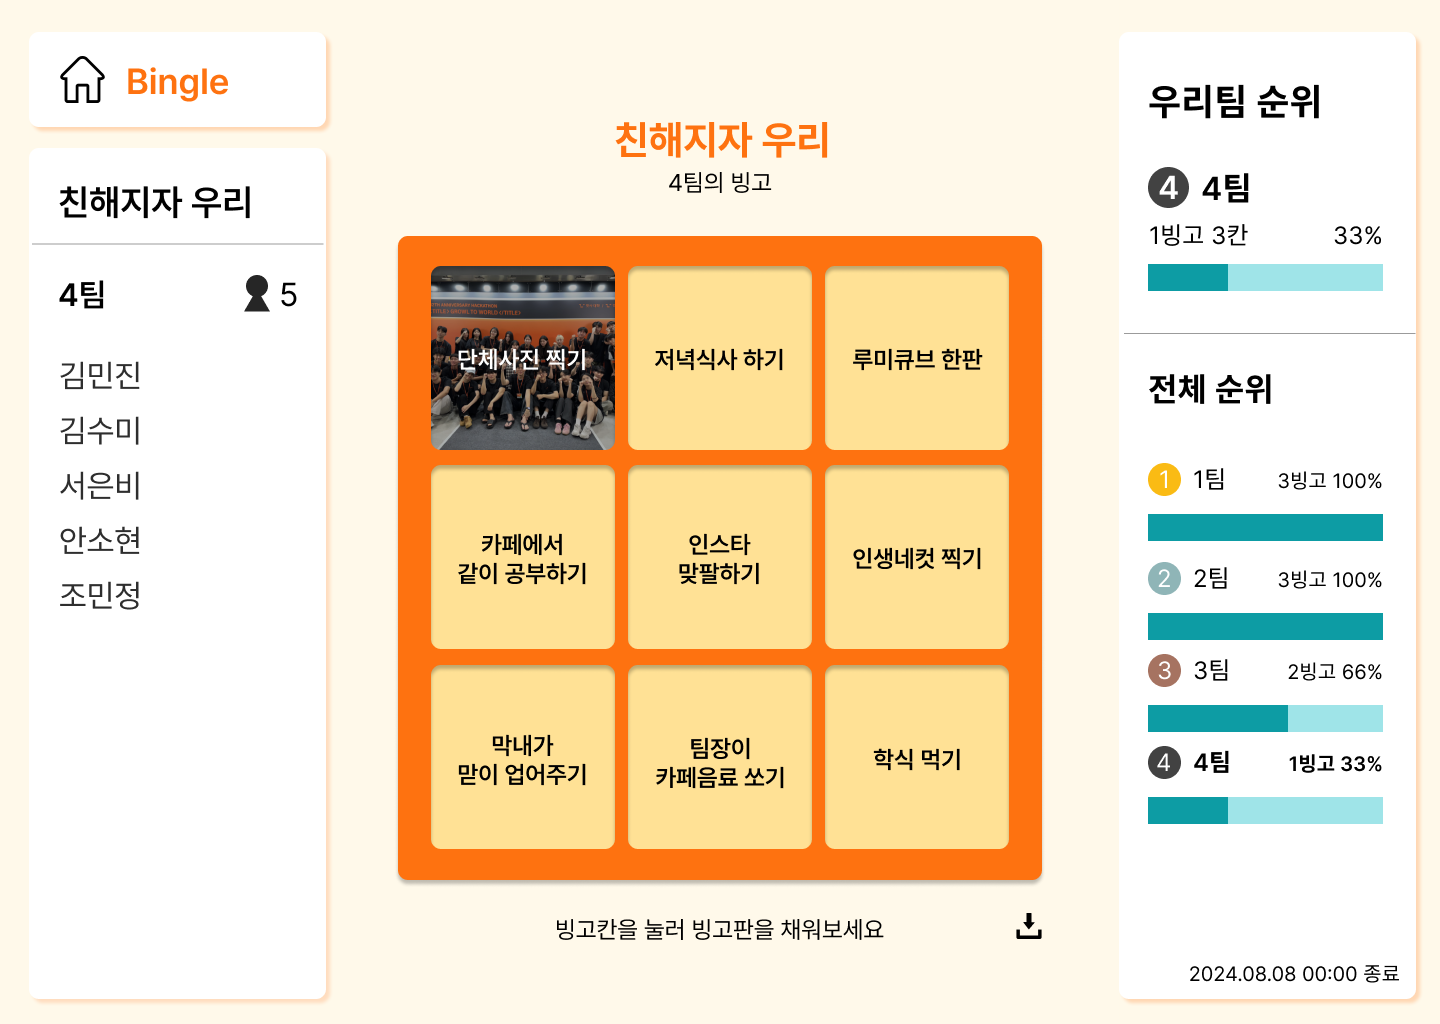 Bingle
친해지자 우리
4팀
5
김민진
김수미
서은비
안소현
조민정
친해지자 우리
4팀의 빙고
단체사진 찍기
저녁식사 하기
루미큐브 한판
카페에서
같이 공부하기
인스타
맞팔하기
인생네컷 찍기
막내가
맏이 업어주기
팀장이
카페음료 쏘기
학식 먹기
빙고칸을 눌러 빙고판을 채워보세요
우리팀 순위
4 4팀
1빙고 3칸 33%
전체 순위
1 1팀 3빙고 100%
2 2팀 3빙고 100%
3 3팀 2빙고 66%
4 4팀 1빙고 33%
2024.08.08 00:00 종료